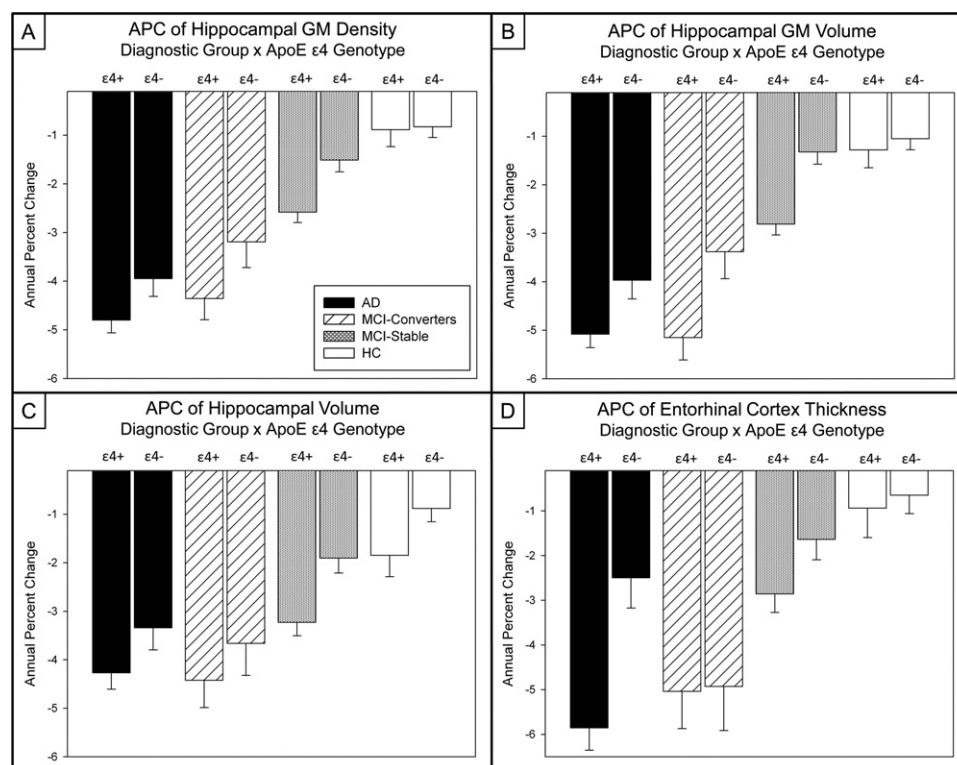 A
APC of Hippocampal GM Density
Diagnostic Group x ApoE ε4 Genotype
ε4+ ε4- ε4+ ε4- ε4+ ε4- ε4+ ε4-
Annual Percent Change
-1
-2
-3
-4
-5
-6
AD
MCI-Converters
MCI-Stable
HC
B
APC of Hippocampal GM Volume
Diagnostic Group x ApoE ε4 Genotype
ε4+ ε4- ε4+ ε4- ε4+ ε4- ε4+ ε4-
Annual Percent Change
-1
-2
-3
-4
-5
-6
C
APC of Hippocampal Volume
Diagnostic Group x ApoE ε4 Genotype
ε4+ ε4- ε4+ ε4- ε4+ ε4- ε4+ ε4-
Annual Percent Change
-1
-2
-3
-4
-5
-6
D
APC of Entorhinal Cortex Thickness
Diagnostic Group x ApoE ε4 Genotype
ε4+ ε4- ε4+ ε4- ε4+ ε4- ε4+ ε4-
Annual Percent Change
-1
-2
-3
-4
-5
-6